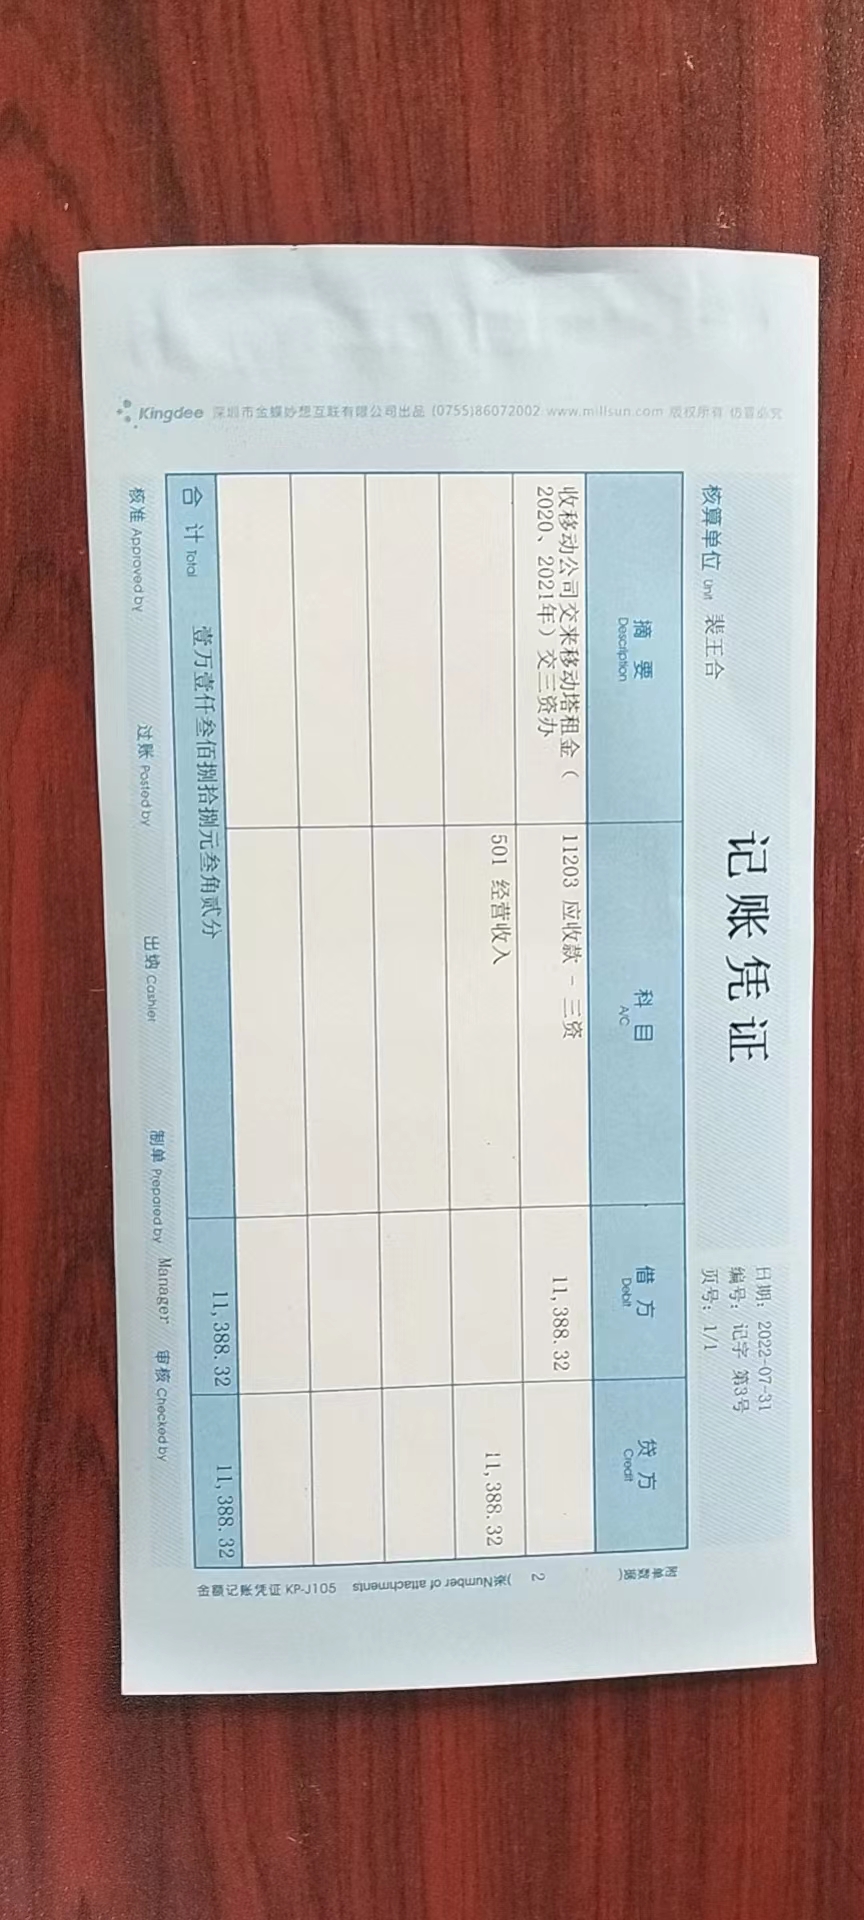 记账凭证
日期: 2022-07-31
编号: 记字 第3号
核算单位 Unit 裴王合
页号: 1/1
摘 要 Description 科 目 A/C 借 方 Debit 贷 方 Credit
收移动公司交来移动塔租金( 11203 应收款 - 三资 11,388.32
2020、2021年)交三资办
501 经营收入 11,388.32
合 计 Total 壹万壹仟叁佰捌拾捌元叁角贰分 11,388.32 11,388.32
核准 Approved by 过账 Posted by 出纳 Cashier 制单 Prepared by Manager 审核 Checked by
附单据数( 2 张Number of attachments)
金额记账凭证 KP-J105
Kingdee 深圳市金蝶妙想互联有限公司出品 (0755)86072002 www.millsun.com 版权所有 仿冒必究